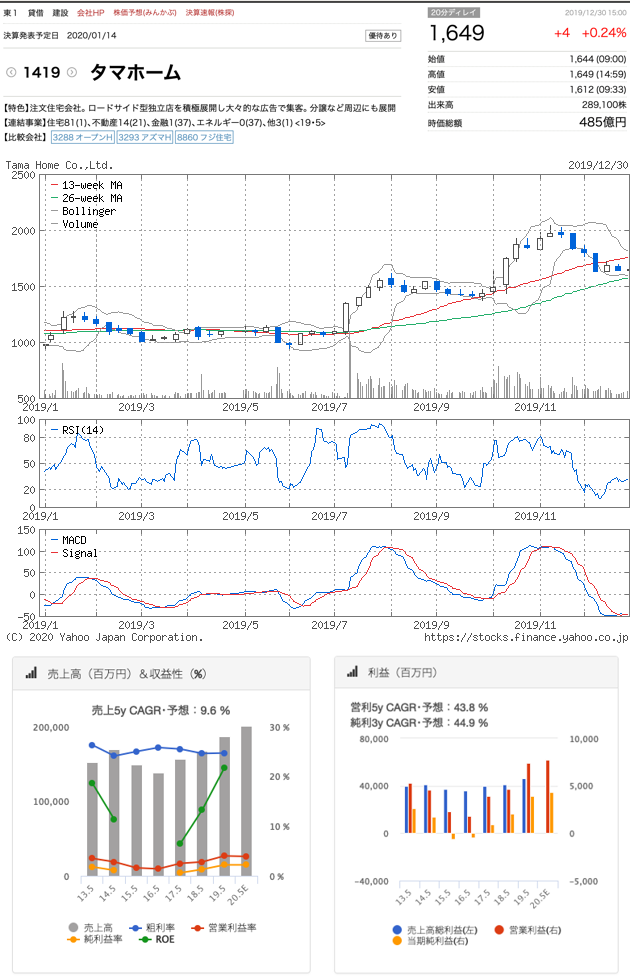 東1 貸借 建設 会社HP 株価予想(みんかぶ) 決算速報(株探)
決算発表予定日 2020/01/14 優待あり
1419 タマホーム
【特色】注文住宅会社。ロードサイド型独立店を積極展開し大々的な広告で集客。分譲など周辺にも展開
【連結事業】住宅81(1)、不動産14(21)、金融1(37)、エネルギー0(37)、他3(1) <19・5>
【比較会社】 3288 オープンH 3293 アズマH 8860 フジ住宅
20分ディレイ 2019/12/30 15:00
1,649 +4 +0.24%
始値 1,644 (09:00)
高値 1,649 (14:59)
安値 1,612 (09:33)
出来高 289,100株
時価総額 485億円
Tama Home Co.,Ltd. 2019/12/30
2500
2000
1500
1000
500
13-week MA
26-week MA
Bollinger
Volume
2019/1 2019/3 2019/5 2019/7 2019/9 2019/11
100
80
50
20
0
RSI(14)
2019/1 2019/3 2019/5 2019/7 2019/9 2019/11
150
100
50
0
-50
MACD
Signal
2019/1 2019/3 2019/5 2019/7 2019/9 2019/11
(C) 2020 Yahoo Japan Corporation. https://stocks.finance.yahoo.co.jp
売上高（百万円）＆収益性（%）
売上5y CAGR・予想：9.6 %
200,000
100,000
0
30 %
20 %
10 %
0 %
13.5 14.5 15.5 16.5 17.5 18.5 19.5 20.5E
売上高 粗利率 営業利益率
純利益率 ROE
利益（百万円）
営利5y CAGR・予想：43.8 %
純利3y CAGR・予想：44.9 %
80,000
40,000
0
−40,000
10,000
5,000
0
−5,000
13.5 14.5 15.5 16.5 17.5 18.5 19.5 20.5E
売上高総利益(左) 営業利益(右)
当期純利益(右)